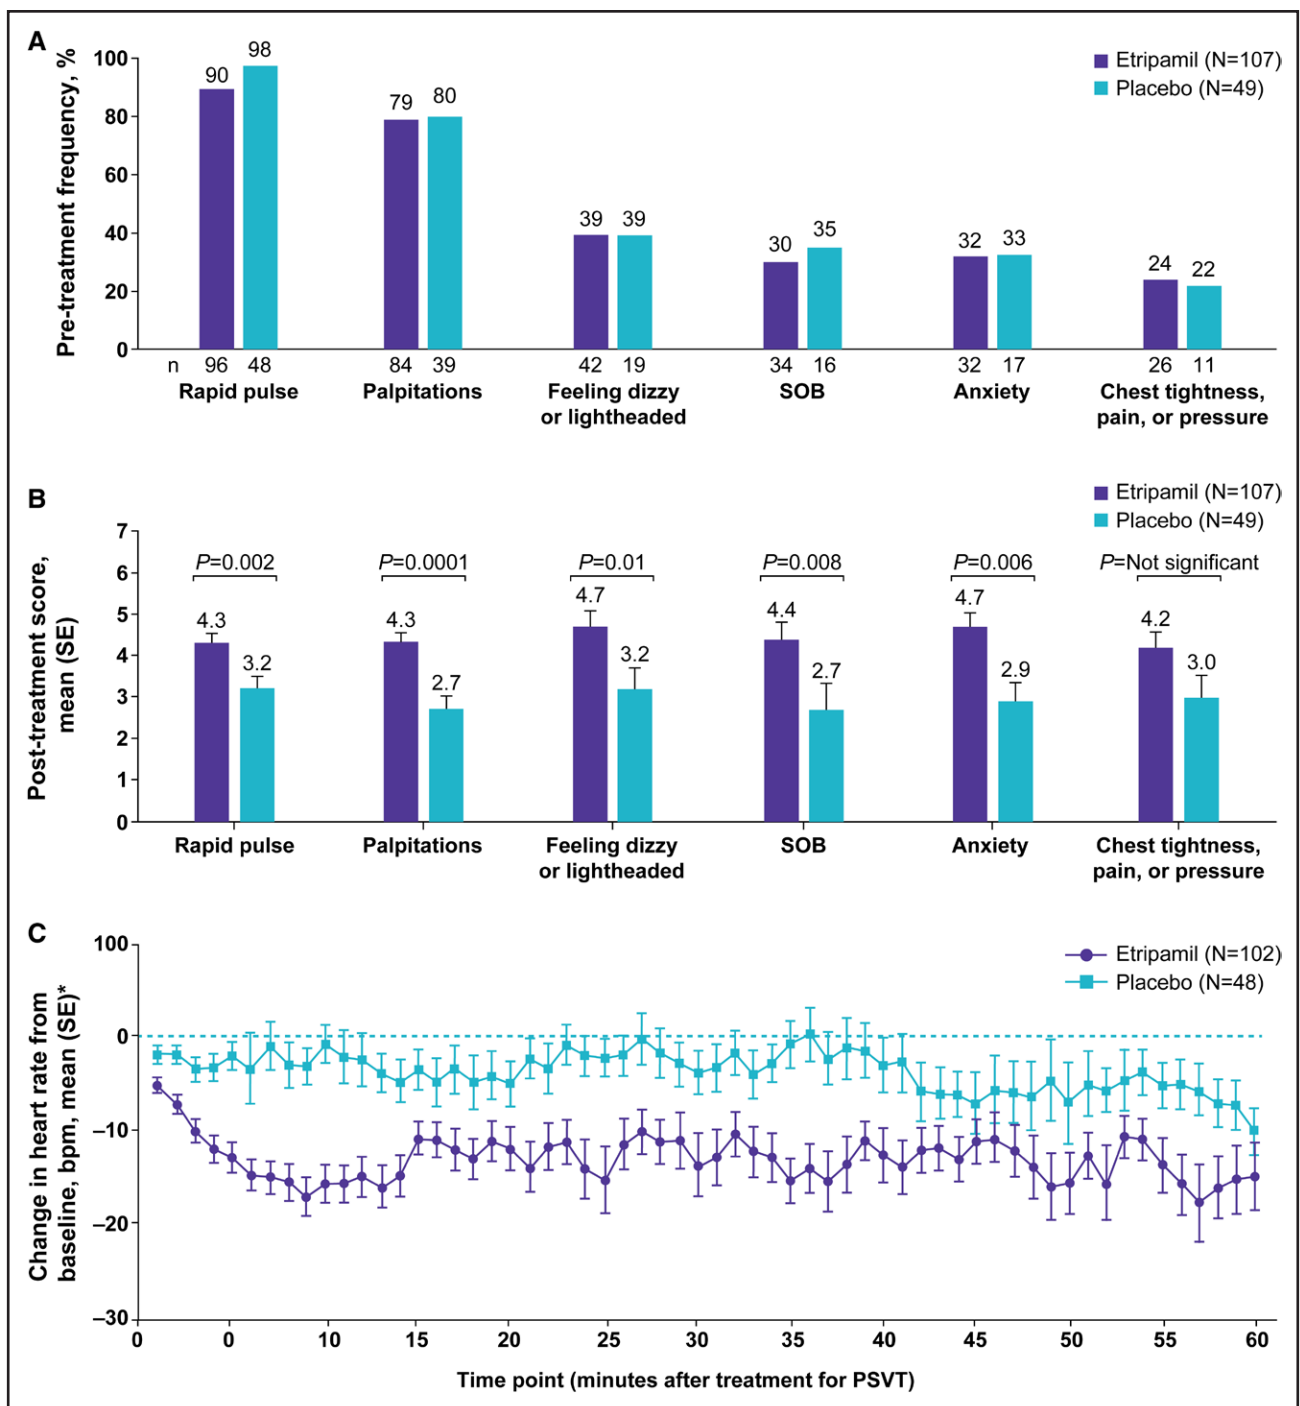 A
Pre-treatment frequency, %
100
80
60
40
20
0
Etripamil (N=107)
Placebo (N=49)
90 98
79 80
39 39
30 35
32 33
24 22
n 96 48 84 39 42 19 34 16 32 17 26 11
Rapid pulse
Palpitations
Feeling dizzy
or lightheaded
SOB
Anxiety
Chest tightness,
pain, or pressure
B
Post-treatment score,
mean (SE)
7
6
5
4
3
2
1
0
Etripamil (N=107)
Placebo (N=49)
P=0.002
P=0.0001
P=0.01
P=0.008
P=0.006
P=Not significant
4.3 3.2
4.3 2.7
4.7 3.2
4.4 2.7
4.7 2.9
4.2 3.0
Rapid pulse
Palpitations
Feeling dizzy
or lightheaded
SOB
Anxiety
Chest tightness,
pain, or pressure
C
Change in heart rate from
baseline, bpm, mean (SE)*
100
0
–10
–20
–30
Etripamil (N=102)
Placebo (N=48)
0 0 10 15 20 25 30 35 40 45 50 55 60
Time point (minutes after treatment for PSVT)